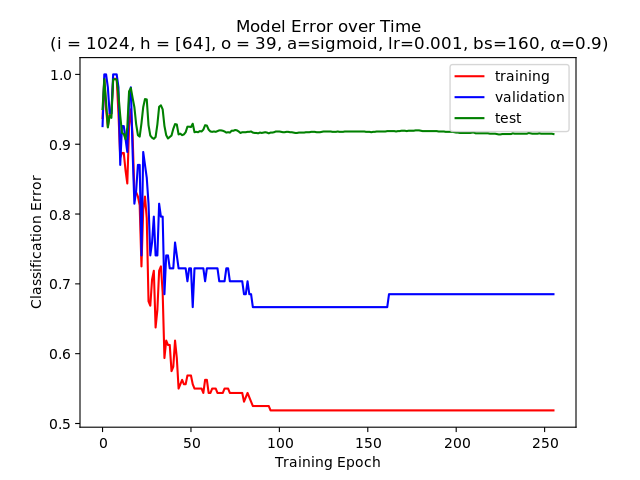 Model Error over Time
(i = 1024, h = [64], o = 39, a=sigmoid, lr=0.001, bs=160, α=0.9)
training
validation
test
1.0
0.9
0.8
0.7
0.6
0.5
Classification Error
0
50
100
150
200
250
Training Epoch